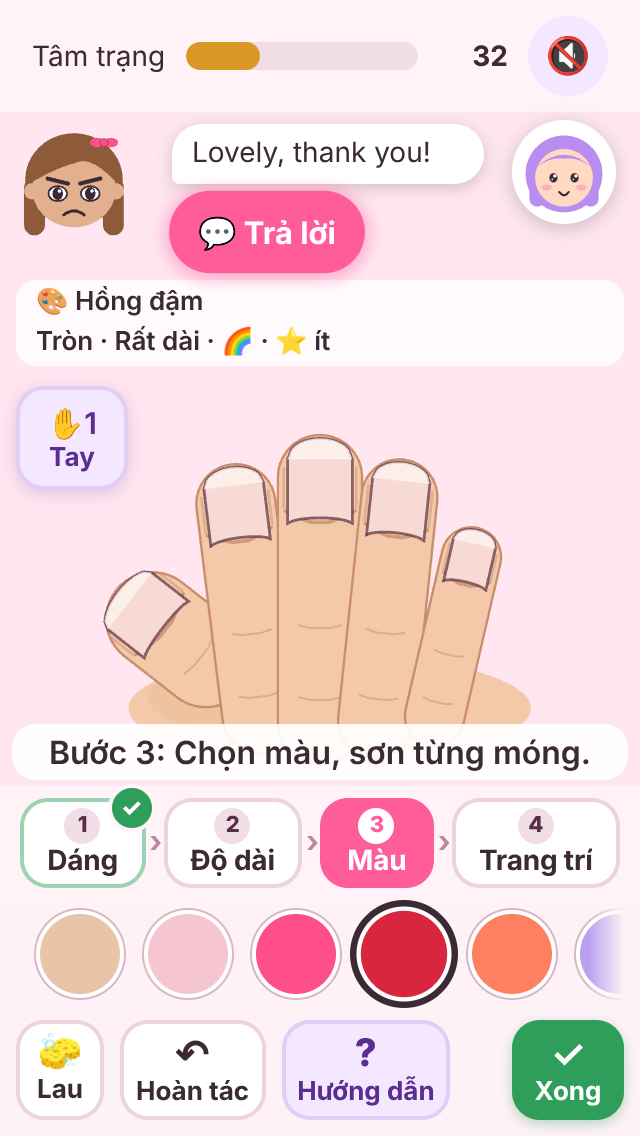 Tâm trạng
32
Lovely, thank you!
💬 Trả lời
🎨 Hồng đậm
Tròn · Rất dài · 🌈 · ⭐ ít
✋1
Tay
Bước 3: Chọn màu, sơn từng móng.
1 Dáng
2 Độ dài
3 Màu
4 Trang trí
Lau
Hoàn tác
? Hướng dẫn
Xong